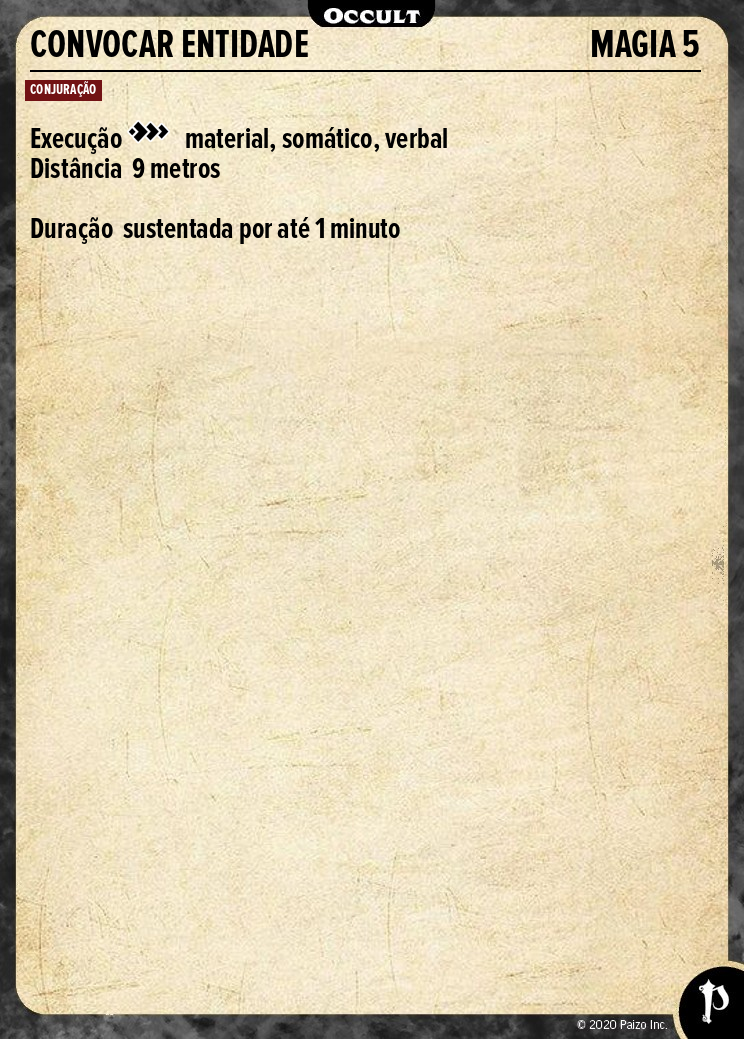 OCCULT
CONVOCAR ENTIDADE MAGIA 5
CONJURAÇÃO
Execução material, somático, verbal
Distância 9 metros
Duração sustentada por até 1 minuto
© 2020 Paizo Inc.
P